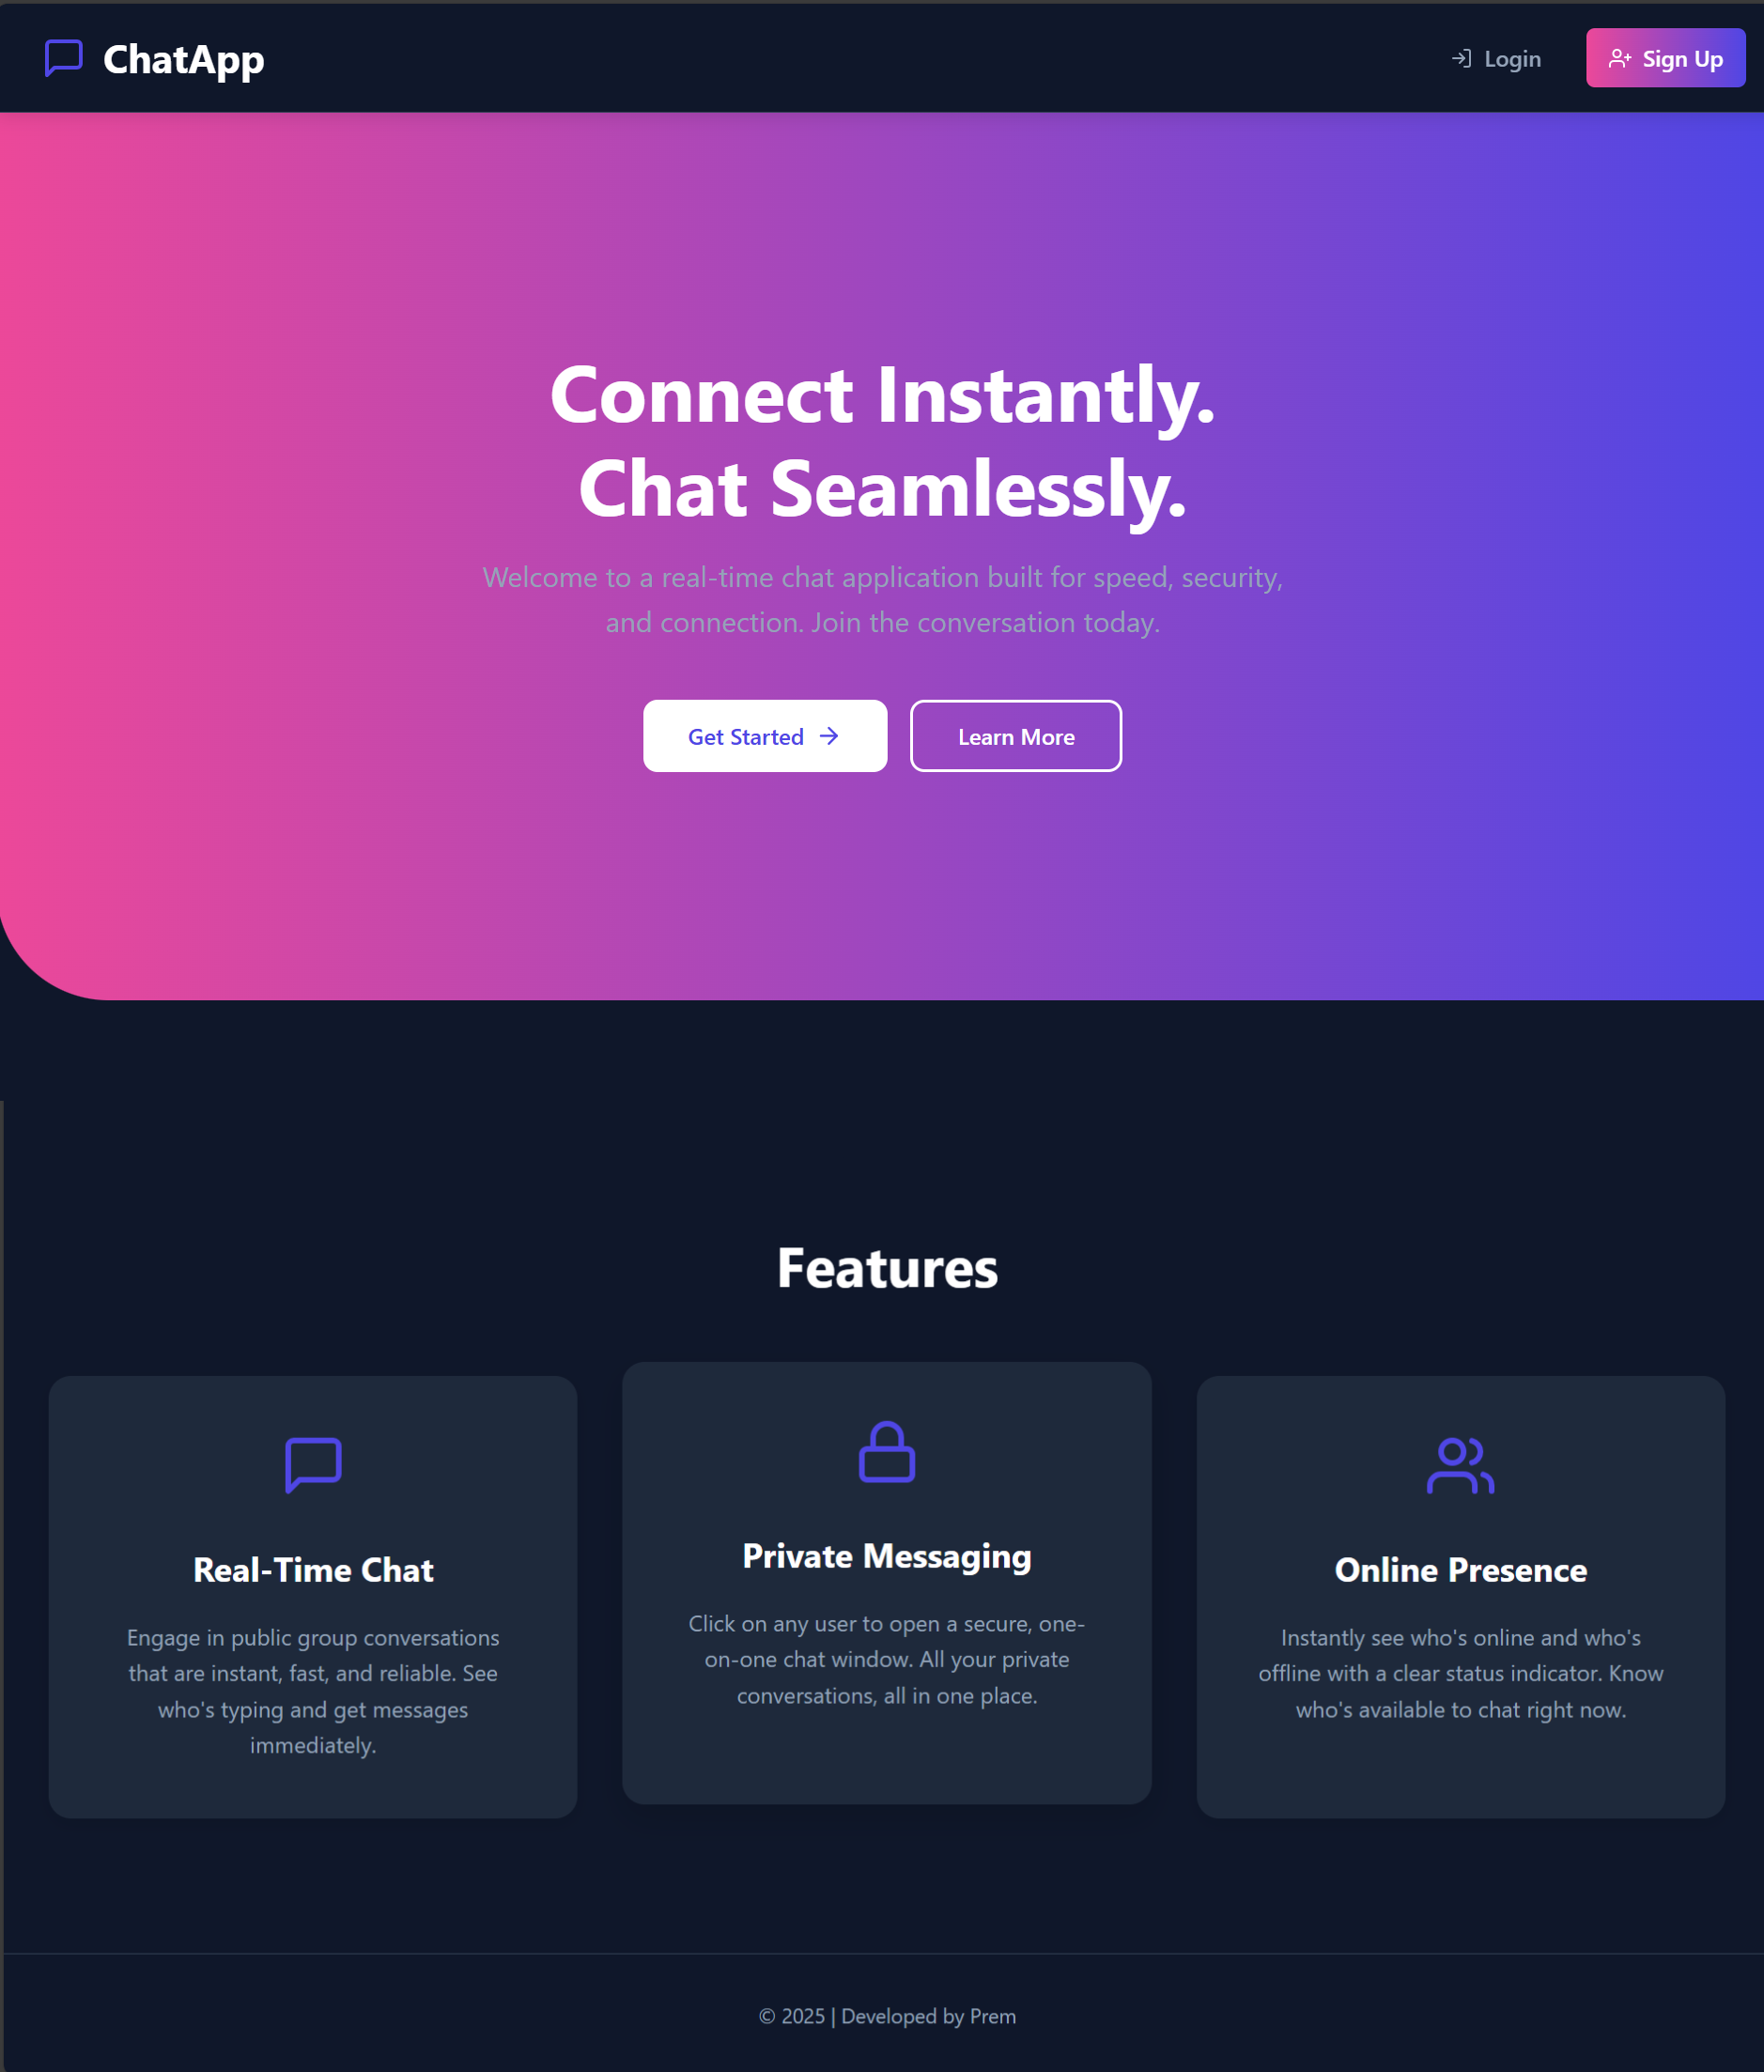 ChatApp
Login
Sign Up
Connect Instantly.
Chat Seamlessly.
Welcome to a real-time chat application built for speed, security,
and connection. Join the conversation today.
Get Started
Learn More
Features
Real-Time Chat
Engage in public group conversations
that are instant, fast, and reliable. See
who's typing and get messages
immediately.
Private Messaging
Click on any user to open a secure, one-
on-one chat window. All your private
conversations, all in one place.
Online Presence
Instantly see who's online and who's
offline with a clear status indicator. Know
who's available to chat right now.
© 2025 | Developed by Prem